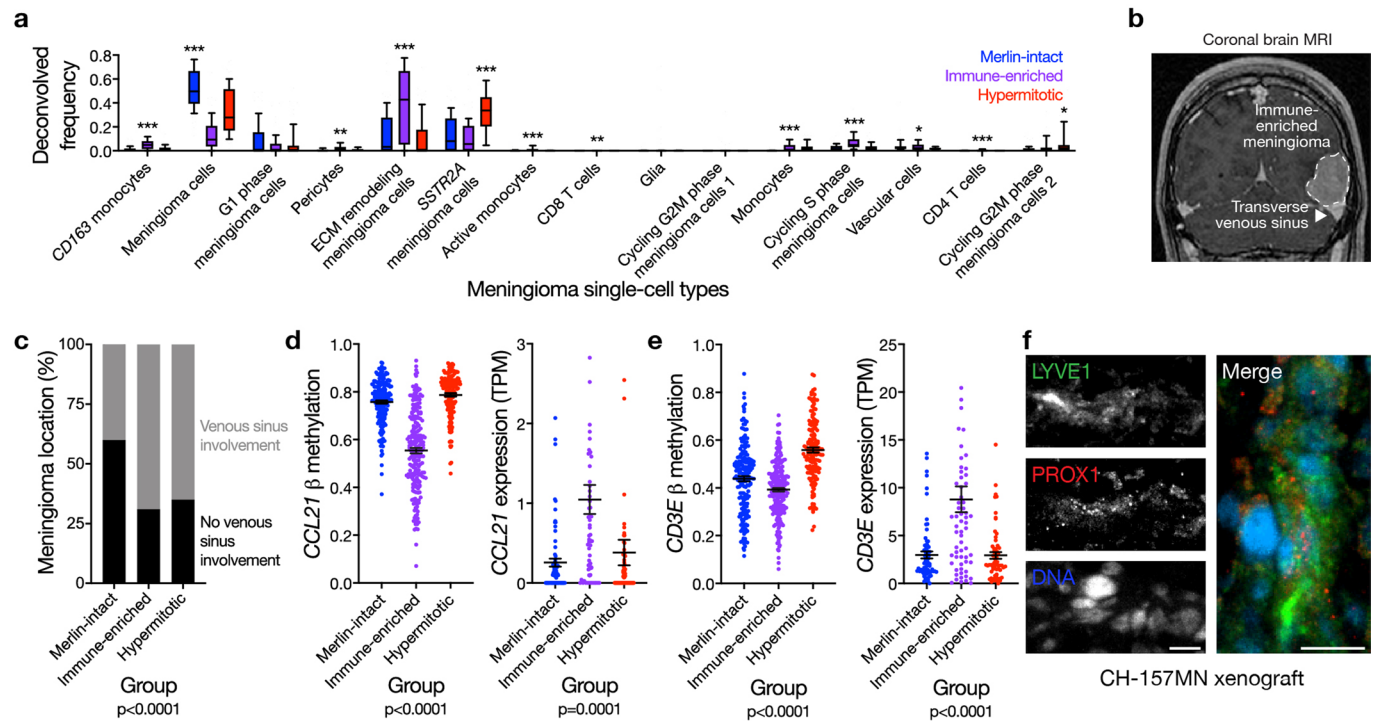 a
Deconvolved
frequency
0.8
0.6
0.4
0.2
0.0
***
***
**
***
***
***
**
***
***
*
***
*
Merlin-intact
Immune-enriched
Hypermitotic
CD163 monocytes
Meningioma cells
G1 phase
meningioma cells
Pericytes
ECM remodeling
meningioma cells
SSTR2A
meningioma cells
Active monocytes
CD8 T cells
Glia
Cycling G2M phase
meningioma cells 1
Monocytes
Cycling S phase
meningioma cells
Vascular cells
CD4 T cells
Cycling G2M phase
meningioma cells 2
Meningioma single-cell types
b
Coronal brain MRI
Immune-
enriched
meningioma
Transverse
venous sinus
c
Meningioma location (%)
100
75
50
25
0
Venous sinus
involvement
No venous
sinus
involvement
Merlin-intact
Immune-enriched
Hypermitotic
Group
p<0.0001
d
CCL21 β methylation
1.0
0.8
0.6
0.4
0.2
0.0
Merlin-intact
Immune-enriched
Hypermitotic
Group
p<0.0001
CCL21 expression (TPM)
3
2
1
0
Merlin-intact
Immune-enriched
Hypermitotic
Group
p=0.0001
e
CD3E β methylation
1.0
0.8
0.6
0.4
0.2
0.0
Merlin-intact
Immune-enriched
Hypermitotic
Group
p<0.0001
CD3E expression (TPM)
25
20
15
10
5
0
Merlin-intact
Immune-enriched
Hypermitotic
Group
p<0.0001
f
LYVE1
PROX1
DNA
Merge
CH-157MN xenograft